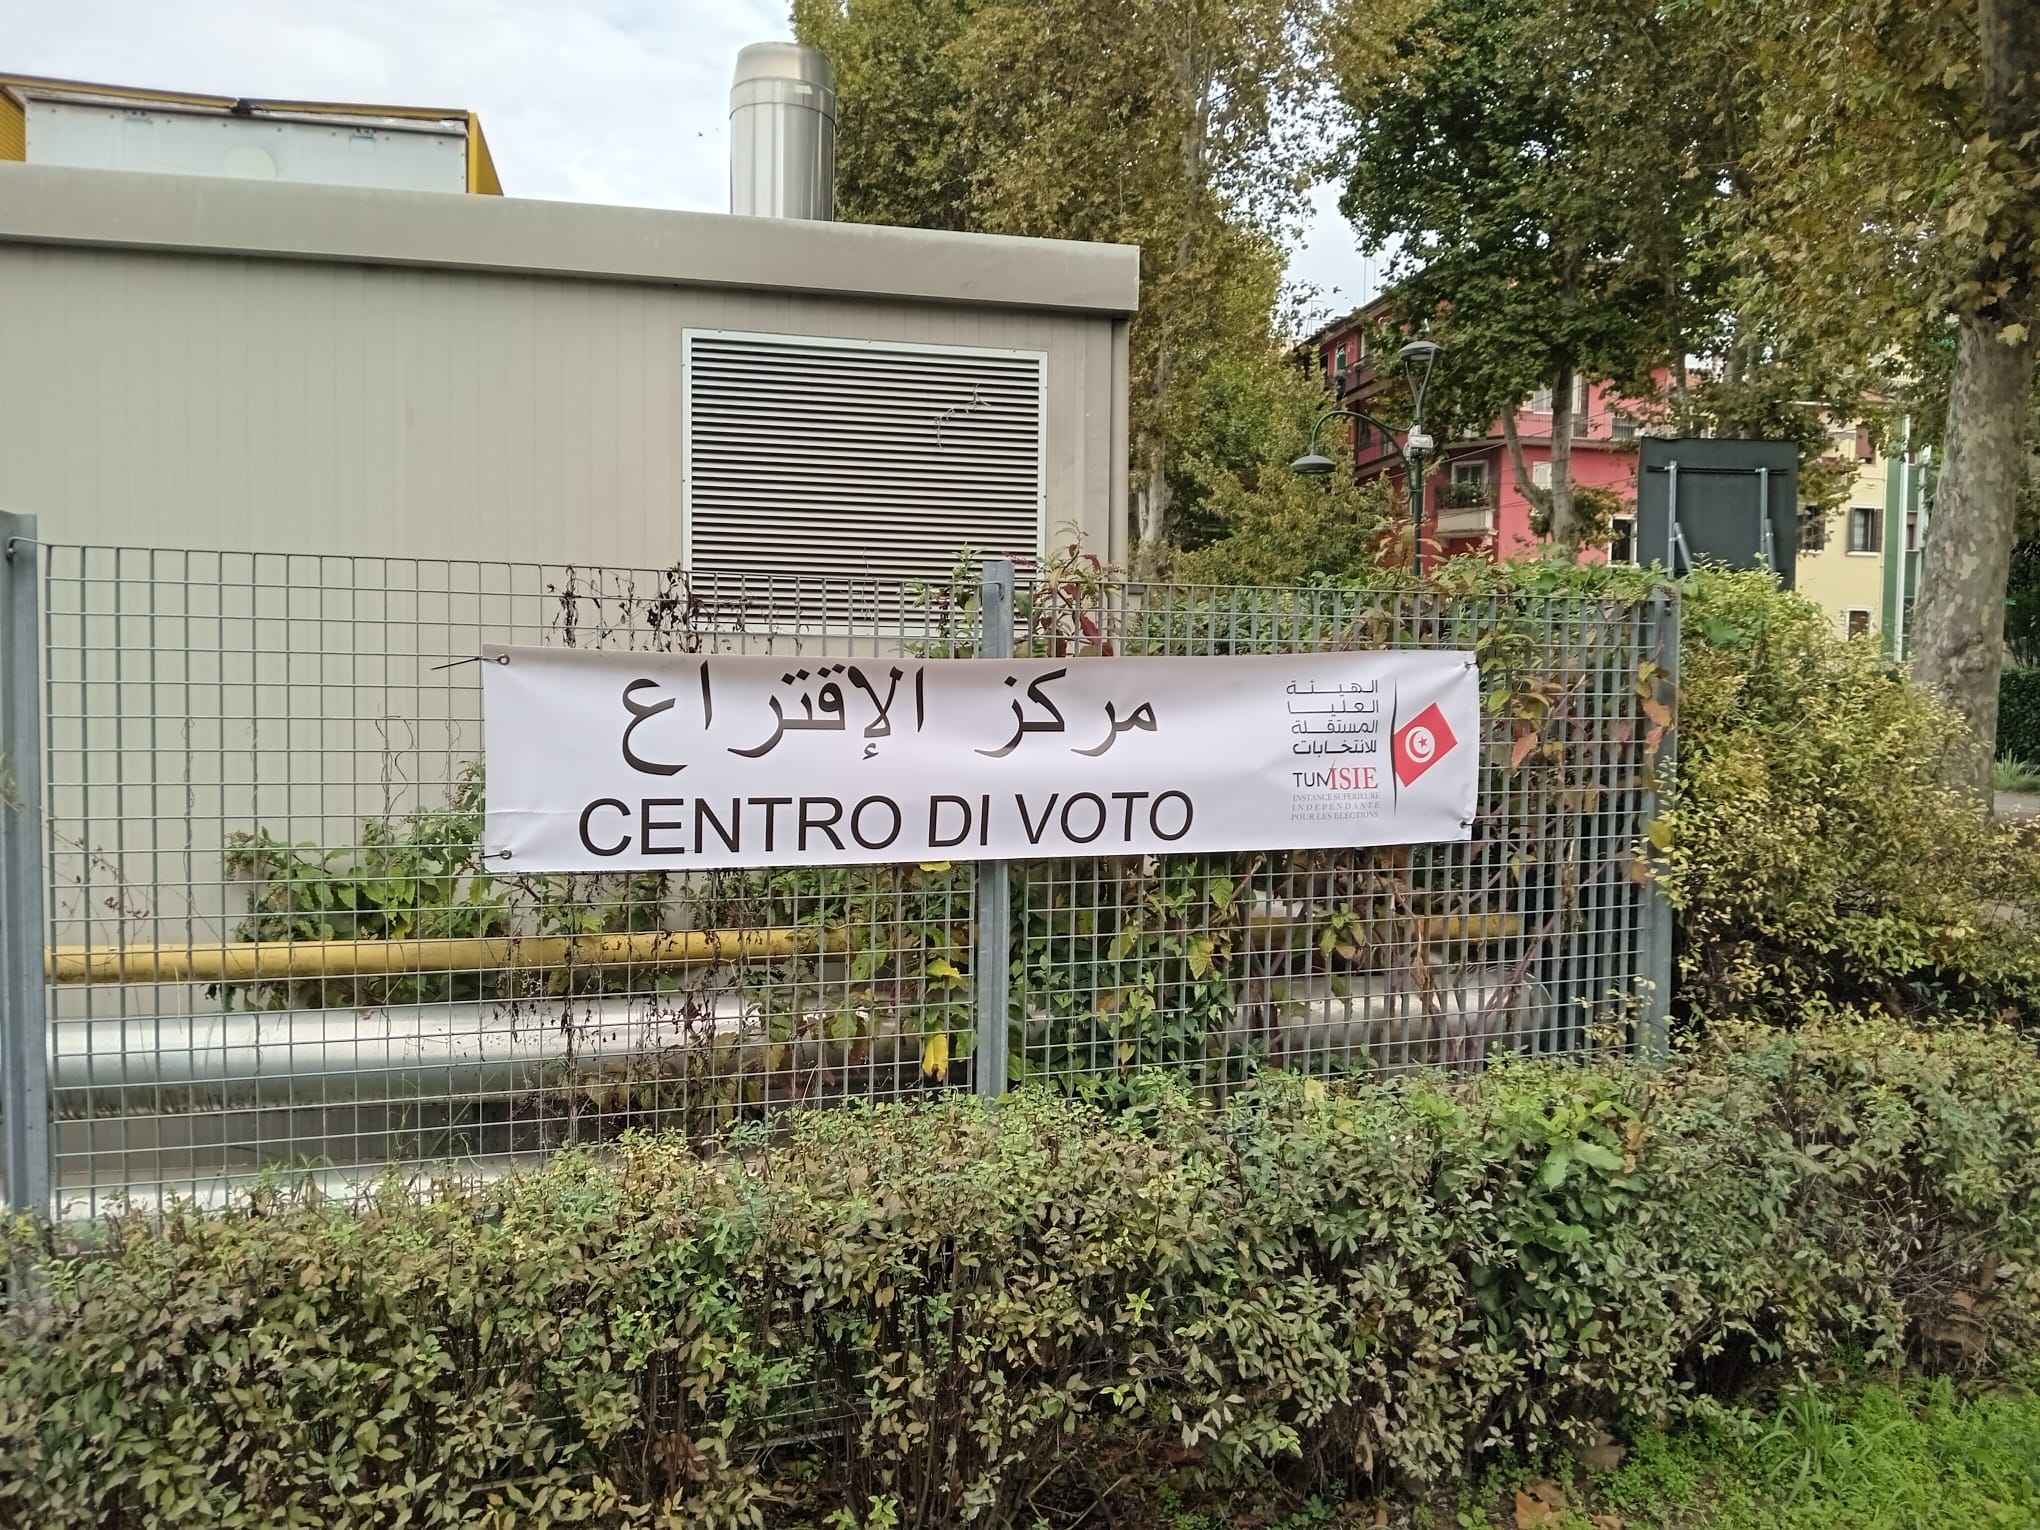 مركز الإقتراع
CENTRO DI VOTO
الهيئة
العليا
المستقلة
للانتخابات
TUNISIE
INSTANCE SUPERIEURE
INDEPENDANTE
POUR LES ELECTIONS